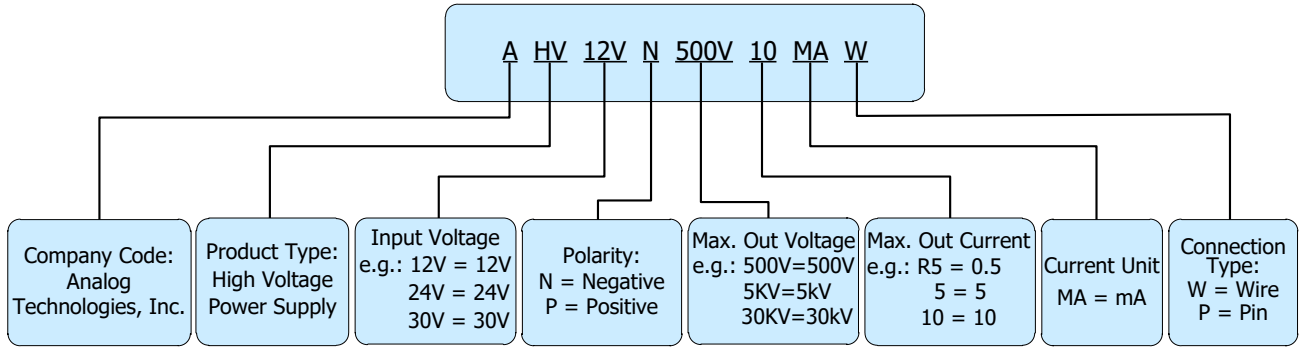 A HV 12V N 500V 10 MA W
Company Code:
Analog
Technologies, Inc.
Product Type:
High Voltage
Power Supply
Input Voltage
e.g.: 12V = 12V
24V = 24V
30V = 30V
Polarity:
N = Negative
P = Positive
Max. Out Voltage
e.g.: 500V=500V
5KV=5kV
30KV=30kV
Max. Out Current
e.g.: R5 = 0.5
5 = 5
10 = 10
Current Unit
MA = mA
Connection
Type:
W = Wire
P = Pin